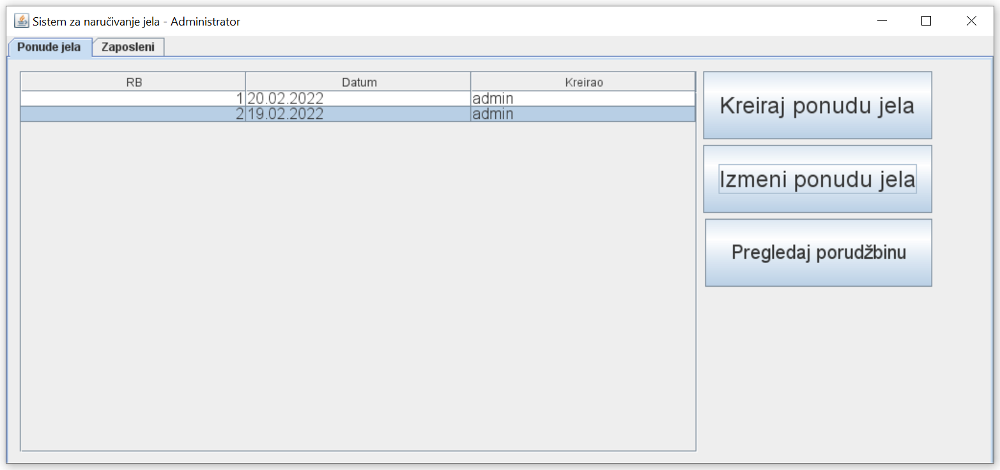 Sistem za naručivanje jela - Administrator
Ponude jela Zaposleni
RB Datum Kreirao
1 20.02.2022 admin
2 19.02.2022 admin
Kreiraj ponudu jela
Izmeni ponudu jela
Pregledaj porudžbinu